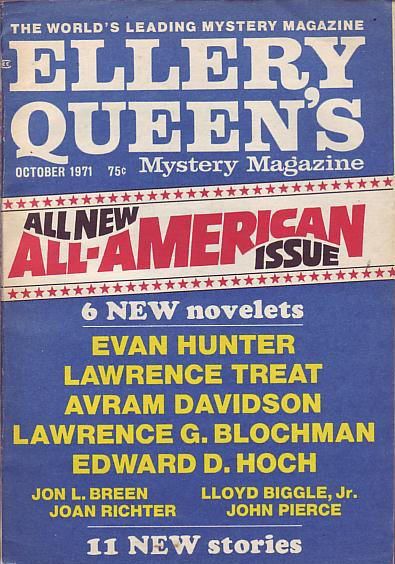 THE WORLD'S LEADING MYSTERY MAGAZINE
ELLERY
QUEEN'S
OCTOBER 1971 75¢ Mystery Magazine
ALL NEW
ALL-AMERICAN
ISSUE
6 NEW novelets
EVAN HUNTER
LAWRENCE TREAT
AVRAM DAVIDSON
LAWRENCE G. BLOCHMAN
EDWARD D. HOCH
JON L. BREEN LLOYD BIGGLE, Jr.
JOAN RICHTER JOHN PIERCE
11 NEW stories